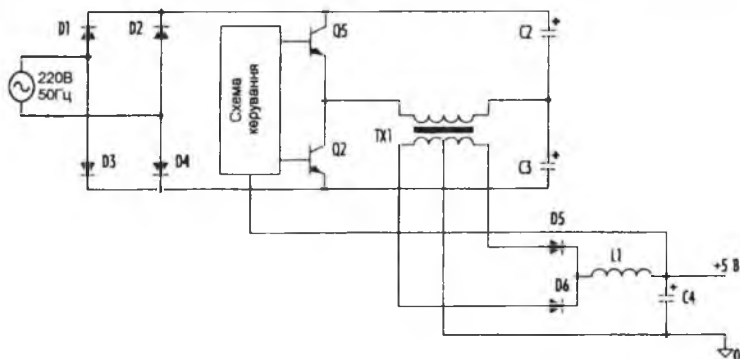 D1
D2
Q5
C2
220В
50Гц
Схема
керування
TX1
Q2
D3
D4
C3
D5
L1
+5 В
D6
C4
0